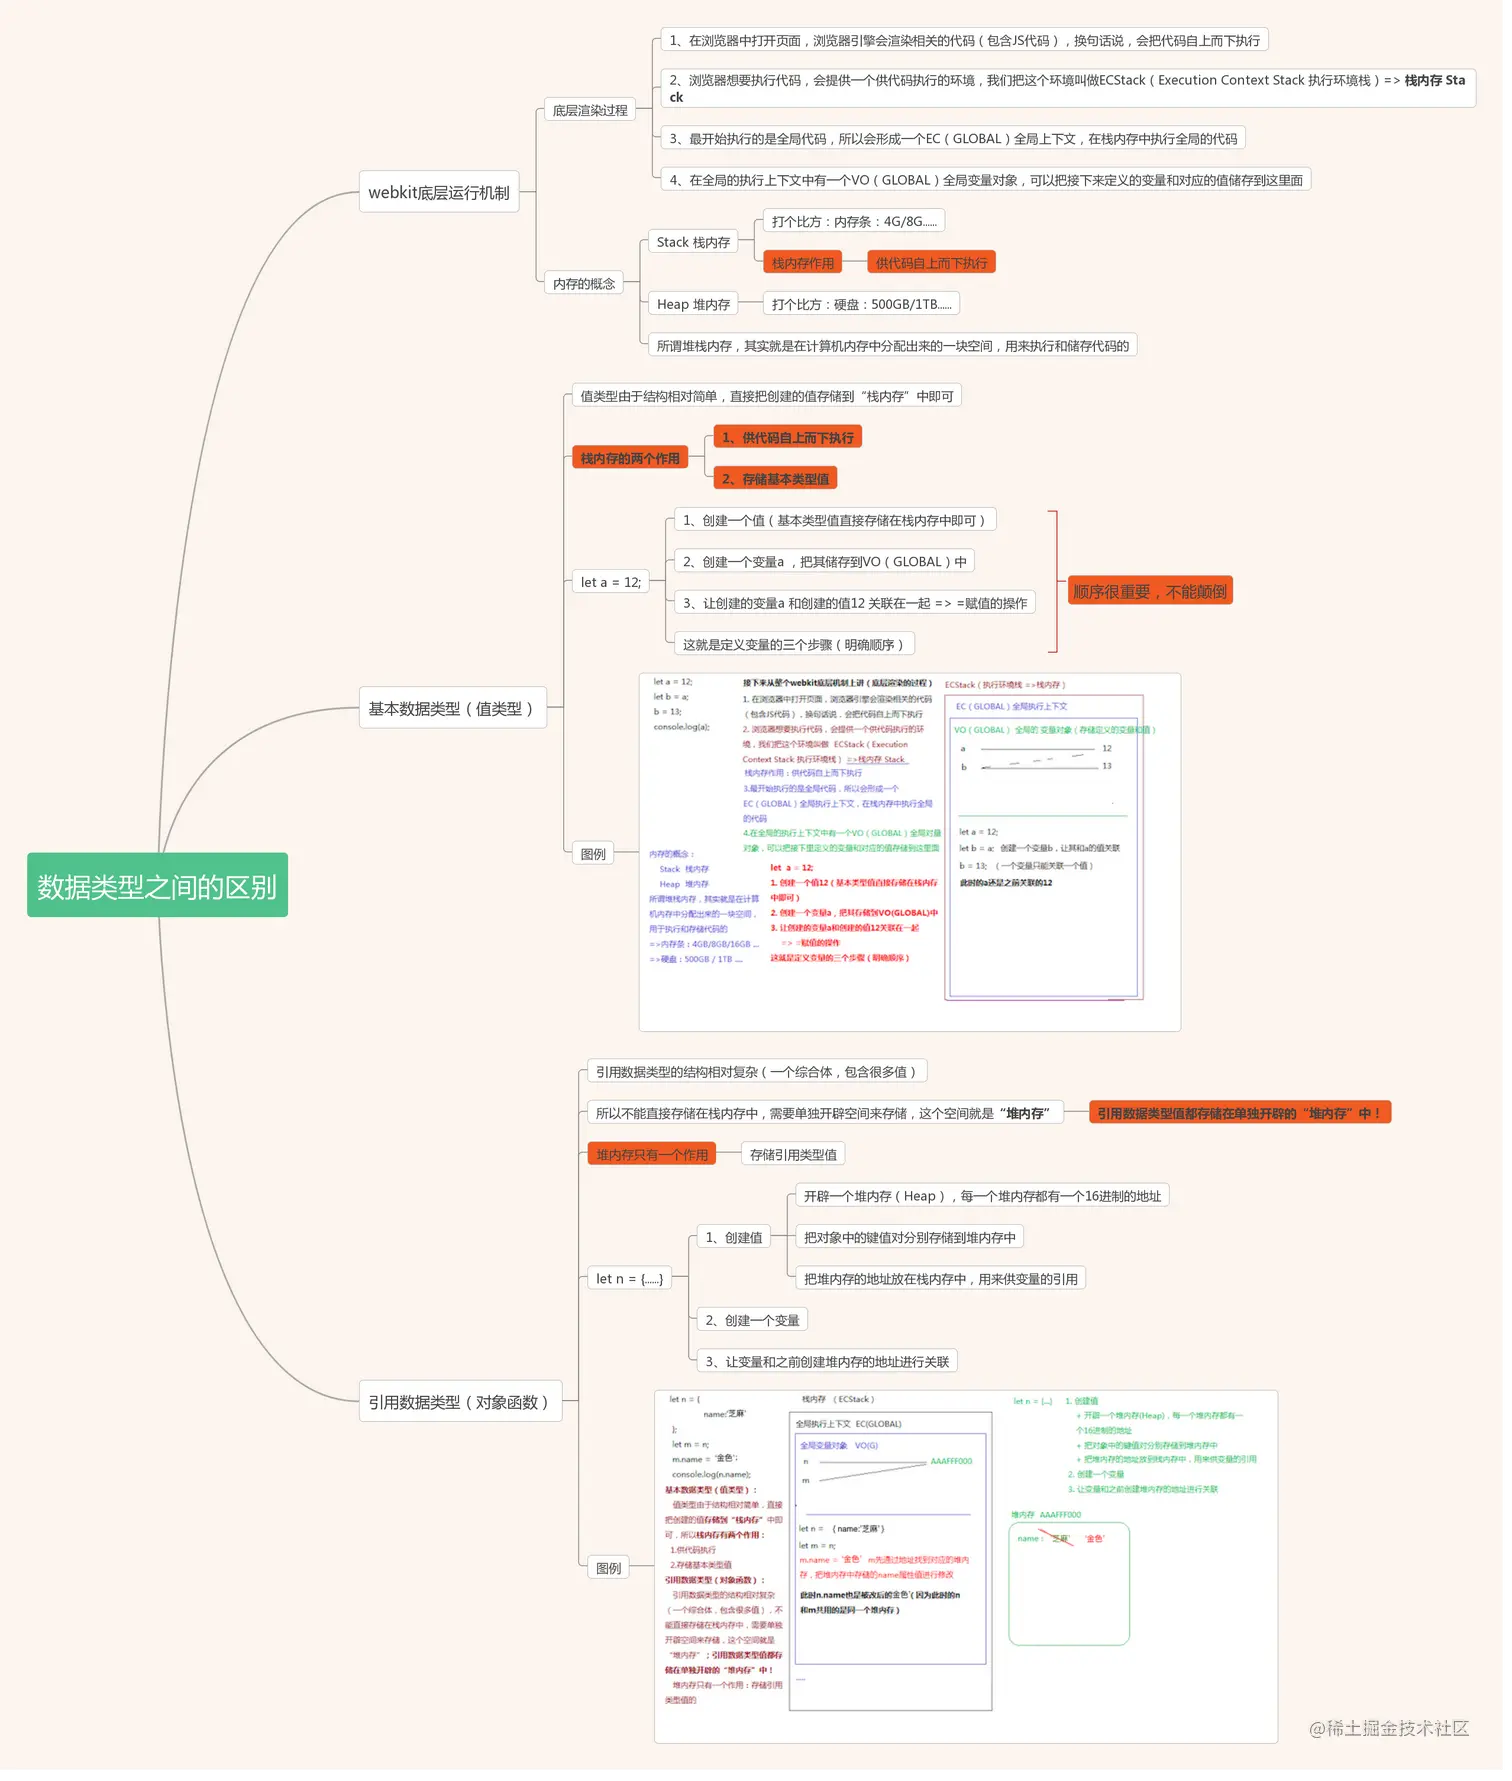 数据类型之间的区别
webkit底层运行机制
底层渲染过程
1、在浏览器中打开页面，浏览器引擎会渲染相关的代码（包含JS代码），换句话说，会把代码自上而下执行
2、浏览器想要执行代码，会提供一个供代码执行的环境，我们把这个环境叫做ECStack（Execution Context Stack 执行环境栈）=> 栈内存 Sta
ck
3、最开始执行的是全局代码，所以会形成一个EC（GLOBAL）全局上下文，在栈内存中执行全局的代码
4、在全局的执行上下文中有一个VO（GLOBAL）全局变量对象，可以把接下来定义的变量和对应的值储存到这里面
内存的概念
Stack 栈内存
打个比方：内存条：4G/8G......
栈内存作用
供代码自上而下执行
Heap 堆内存
打个比方：硬盘：500GB/1TB......
所谓堆栈内存，其实就是在计算机内存中分配出来的一块空间，用来执行和储存代码的
基本数据类型（值类型）
值类型由于结构相对简单，直接把创建的值存储到“栈内存”中即可
栈内存的两个作用
1、供代码自上而下执行
2、存储基本类型值
let a = 12;
1、创建一个值（基本类型值直接存储在栈内存中即可）
2、创建一个变量a ，把其储存到VO（GLOBAL）中
3、让创建的变量a 和创建的值12 关联在一起 => =赋值的操作
这就是定义变量的三个步骤（明确顺序）
顺序很重要，不能颠倒
图例
let a = 12;
let b = a;
b = 13;
console.log(a);
接下来从整个webkit底层机制上讲（底层渲染的过程）
1. 在浏览器中打开页面，浏览器引擎会渲染相关的代码
（包含JS代码），换句话说，会把代码自上而下执行
2. 浏览器想要执行代码，会提供一个供代码执行的环
境，我们把这个环境叫做 ECStack（Execution
Context Stack 执行环境栈） =>栈内存 Stack
栈内存作用：供代码自上而下执行
3.最开始执行的是全局代码，所以会形成一个
EC（GLOBAL）全局执行上下文，在栈内存中执行全局
的代码
4.在全局的执行上下文中有一个VO（GLOBAL）全局对量
对象，可以把接下里定义的变量和对应的值存储到这里面
内存的概念：
Stack 栈内存
Heap 堆内存
所谓堆栈内存，其实就是在计算
机内存中分配出来的一块空间，
用于执行和存储代码的
=>内存条：4GB/8GB/16GB ...
=>硬盘：500GB / 1TB ....
let a = 12;
1. 创建一个值12（基本类型值直接存储在栈内存
中即可）
2. 创建一个变量a，把其存储到VO(GLOBAL)中
3. 让创建的变量a和创建的值12关联在一起
=> =赋值的操作
这就是定义变量的三个步骤（明确顺序）
ECStack（执行环境栈 =>栈内存）
EC（GLOBAL）全局执行上下文
VO（GLOBAL） 全局的 变量对象（存储定义的变量和值）
a 12
b 13
let a = 12;
let b = a; 创建一个变量b，让其和a的值关联
b = 13; （一个变量只能关联一个值）
此时的a还是之前关联的12
引用数据类型（对象函数）
引用数据类型的结构相对复杂（一个综合体，包含很多值）
所以不能直接存储在栈内存中，需要单独开辟空间来存储，这个空间就是“堆内存”
引用数据类型值都存储在单独开辟的“堆内存”中！
堆内存只有一个作用
存储引用类型值
let n = {......}
1、创建值
开辟一个堆内存（Heap），每一个堆内存都有一个16进制的地址
把对象中的键值对分别存储到堆内存中
把堆内存的地址放在栈内存中，用来供变量的引用
2、创建一个变量
3、让变量和之前创建堆内存的地址进行关联
图例
let n = {
name:'芝麻'
};
let m = n;
m.name = '金色';
console.log(n.name);
基本数据类型（值类型）：
值类型由于结构相对简单，直接
把创建的值存储到“栈内存”中即
可，所以栈内存有两个作用：
1.供代码执行
2.存储基本类型值
引用数据类型（对象函数）：
引用数据类型的结构相对复杂
（一个综合体，包含很多值），不
能直接存储在栈内存中，需要单独
开辟空间来存储，这个空间就是
“堆内存”；引用数据类型值都存
储在单独开辟的“堆内存”中！
堆内存只有一个作用：存储引用
类型值的
栈内存 （ECStack）
全局执行上下文 EC(GLOBAL)
全局变量对象 VO(G)
n AAAFFF000
m
let n = { name:'芝麻'}
let m = n;
m.name = '金色' m先通过地址找到对应的堆内
存，把堆内存中存储的name属性值进行修改
此时n.name也是被改后的金色'（因为此时的n
和m共用的是同一个堆内存）
.....
let n = {...} 1. 创建值
+ 开辟一个堆内存(Heap)，每一个堆内存都有一
个16进制的地址
+ 把对象中的键值对分别存储到堆内存中
+ 把堆内存的地址放到栈内存中，用来供变量的引用
2. 创建一个变量
3. 让变量和之前创建堆内存的地址进行关联
堆内存 AAAFFF000
name： '芝麻' '金色'
@稀土掘金技术社区